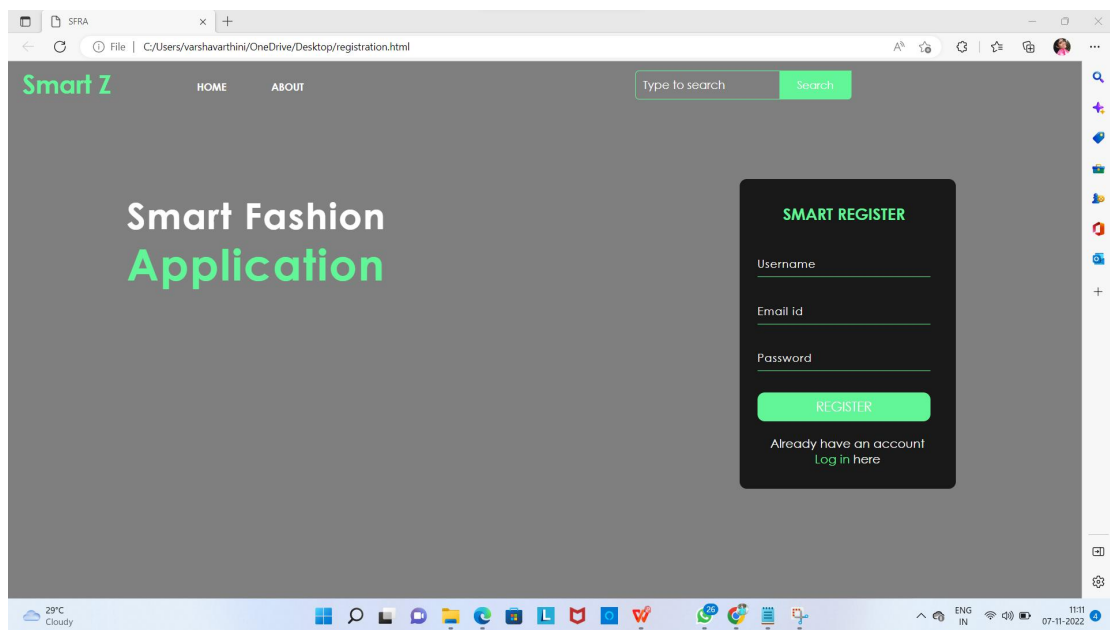 SFRA
File | C:/Users/varshavarthini/OneDrive/Desktop/registration.html
Smart Z
HOME
ABOUT
Type to search
Search
Smart Fashion
Application
SMART REGISTER
Username
Email id
Password
REGISTER
Already have an account
Log in here
29°C
Cloudy
26
ENG
IN
11:11
07-11-2022
4